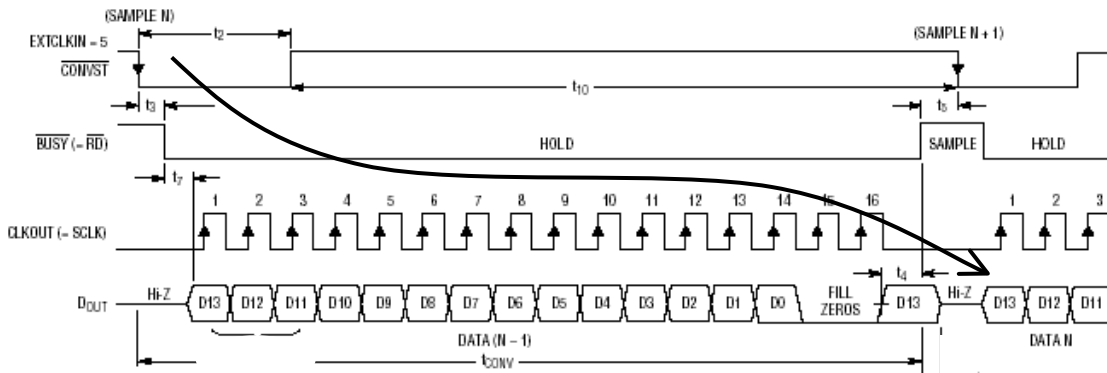 (SAMPLE N)
(SAMPLE N + 1)
EXTCLKIN = 5
t2
CONVST
t10
t3
t5
BUSY (= RD)
HOLD
SAMPLE
HOLD
t7
1 2 3 4 5 6 7 8 9 10 11 12 13 14 15 16 1 2 3
CLKOUT (= SCLK)
t4
DOUT
Hi-Z
D13 D12 D11 D10 D9 D8 D7 D6 D5 D4 D3 D2 D1 D0
FILL
ZEROS
D13
Hi-Z
D13 D12 D11
DATA (N – 1)
DATA N
tCONV